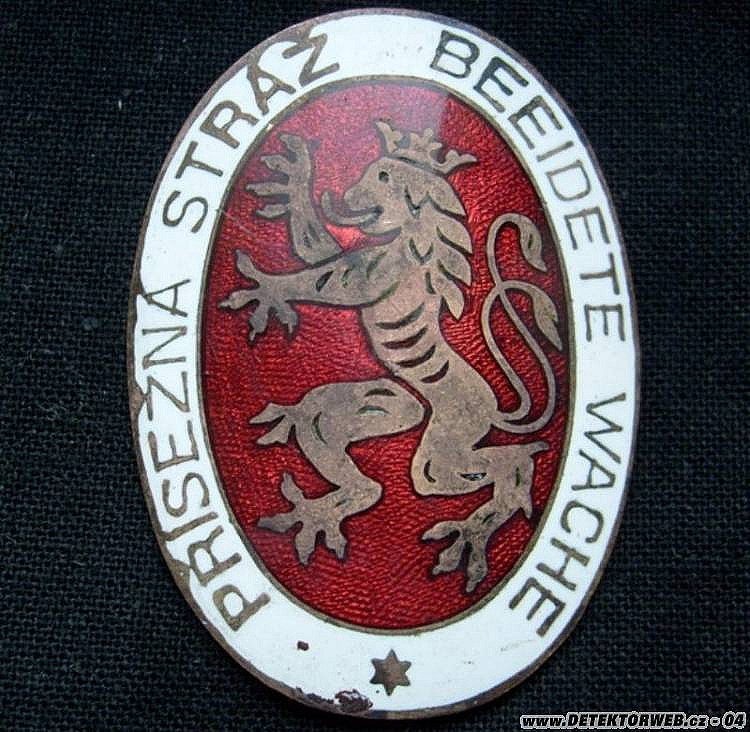 PŘÍSEŽNÁ STRÁŽ
BEEIDETE WACHE
www.DETEKTORWEB.cz - 04